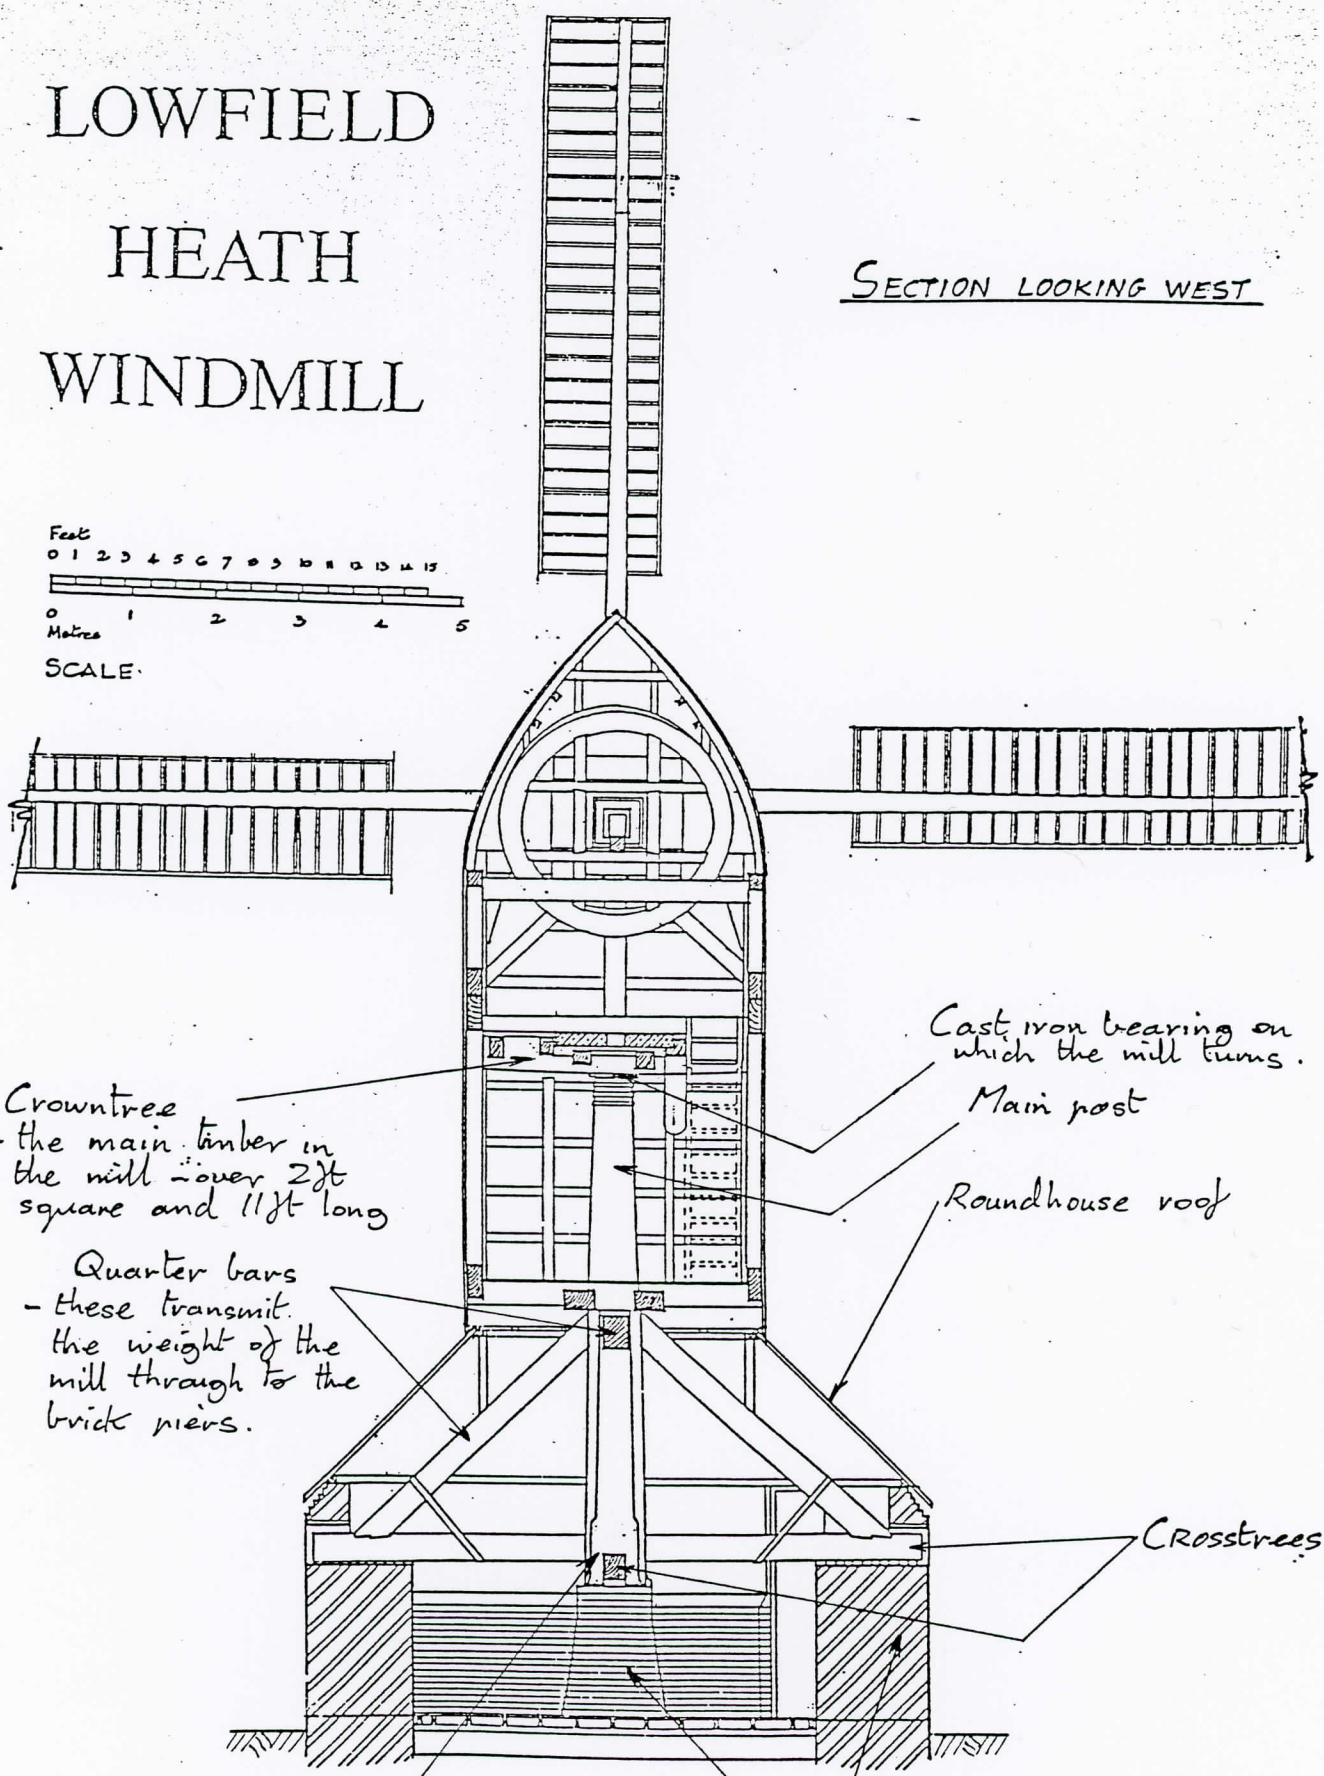 LOWFIELD
HEATH
WINDMILL
SECTION LOOKING WEST
Feet
0 1 2 3 4 5 6 7 8 9 10 11 12 13 14 15
0 1 2 3 4 5
Metres
SCALE.
Cast iron bearing on
which the mill turns.
Main post
Crowntree
- the main timber in
the mill - over 2ft
square and 11ft long
Roundhouse roof
Quarter bars
- these transmit
the weight of the
mill through to the
brick piers.
Crosstrees